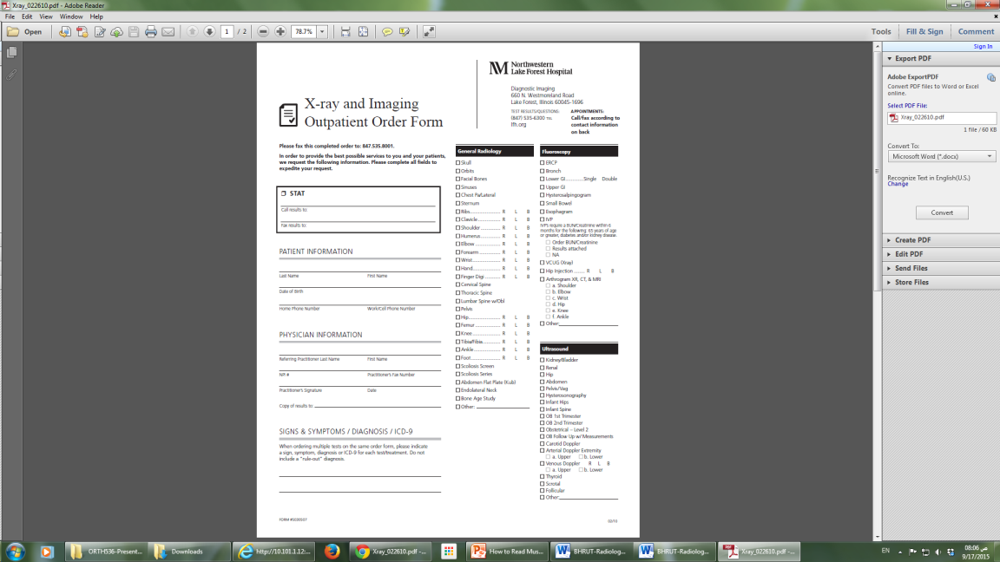 Xray_022610.pdf - Adobe Reader
File Edit View Window Help
Open 1 / 2 78.7% Tools Fill & Sign Comment
Sign In
Northwestern
Lake Forest Hospital
Diagnostic Imaging
660 N. Westmoreland Road
Lake Forest, Illinois 60045-1696
TEST RESULTS/QUESTIONS:
(847) 535-6300 TEL
lfh.org
APPOINTMENTS:
Call/fax according to
contact information
on back
X-ray and Imaging
Outpatient Order Form
Please fax this completed order to: 847.535.8001.
In order to provide the best possible services to you and your patients,
we request the following information. Please complete all fields to
expedite your request.
STAT
Call results to:
Fax results to:
PATIENT INFORMATION
Last Name First Name
Date of Birth
Home Phone Number Work/Cell Phone Number
PHYSICIAN INFORMATION
Referring Practitioner Last Name First Name
NPI # Practitioner's Fax Number
Practitioner's Signature Date
Copy of results to:
SIGNS & SYMPTOMS / DIAGNOSIS / ICD-9
When ordering multiple tests on the same order form, please indicate
a sign, symptom, diagnosis or ICD-9 for each test/treatment. Do not
include a "rule-out" diagnosis.
FORM #5030507
General Radiology
Skull
Orbits
Facial Bones
Sinuses
Chest Pa/Lateral
Sternum
Ribs R L B
Clavicle R L B
Shoulder R L B
Humerus R L B
Elbow R L B
Forearm R L B
Wrist R L B
Hand R L B
Finger Digi R L B
Cervical Spine
Thoracic Spine
Lumbar Spine w/Obl
Pelvis
Hip R L B
Femur R L B
Knee R L B
Tibia/Fibia R L B
Ankle R L B
Foot R L B
Scoliosis Screen
Scoliosis Series
Abdomen Flat Plate (Kub)
Endolateral Neck
Bone Age Study
Other:
Fluoroscopy
ERCP
Bronch
Lower GI Single Double
Upper GI
Hysterosalpingogram
Small Bowel
Esophagram
IVP
IVPs require a BUN/Creatinine within 6
months for the following: 65 years of age
or greater, diabetes and/or kidney disease.
Order BUN/Creatinine
Results attached
NA
VCUG (Xray)
Hip Injection R L B
Arthrogram XR, CT, & MRI
a. Shoulder
b. Elbow
c. Wrist
d. Hip
e. Knee
f. Ankle
Other:
Ultrasound
Kidney/Bladder
Renal
Hip
Abdomen
Pelvis/Vag
Hysterosonography
Infant Hips
Infant Spine
OB 1st Trimester
OB 2nd Trimester
Obstetrical – Level 2
OB Follow Up w/ Measurements
Carotid Doppler
Arterial Doppler Extremity
a. Upper b. Lower
Venous Doppler R L B
a. Upper b. Lower
Thyroid
Scrotal
Follicular
Other:
02/10
Export PDF
Adobe ExportPDF
Convert PDF files to Word or Excel
online.
Select PDF File:
Xray_022610.pdf
1 file / 60 KB
Convert To:
Microsoft Word (*.docx)
Recognize Text in English(U.S.)
Change
Convert
Create PDF
Edit PDF
Send Files
Store Files
ORTH536-Present... Downloads http://10.101.1.12:... Xray_022610.pdf -... How to Read Mus... BHRUT-Radiolog... BHRUT-Radiolog... Xray_022610.pdf -...
EN 08:06 ص
9/17/2015